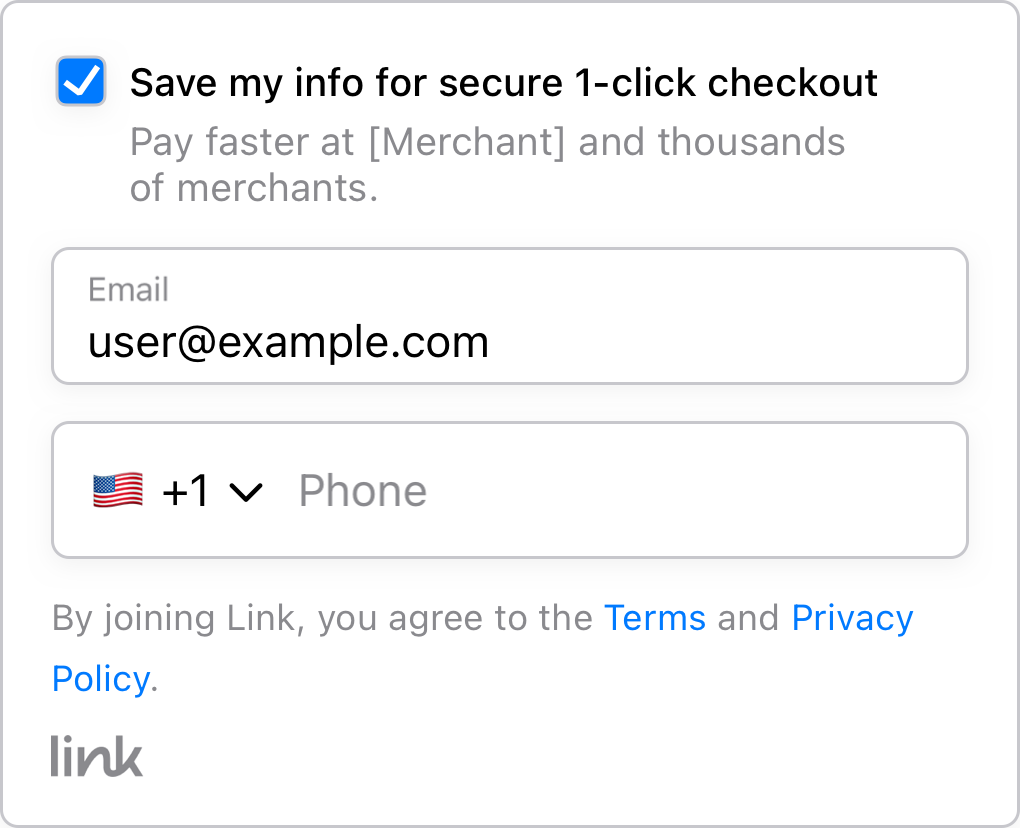 Save my info for secure 1-click checkout
Pay faster at [Merchant] and thousands
of merchants.
Email
user@example.com
+1 Phone
By joining Link, you agree to the Terms and Privacy
Policy.
link